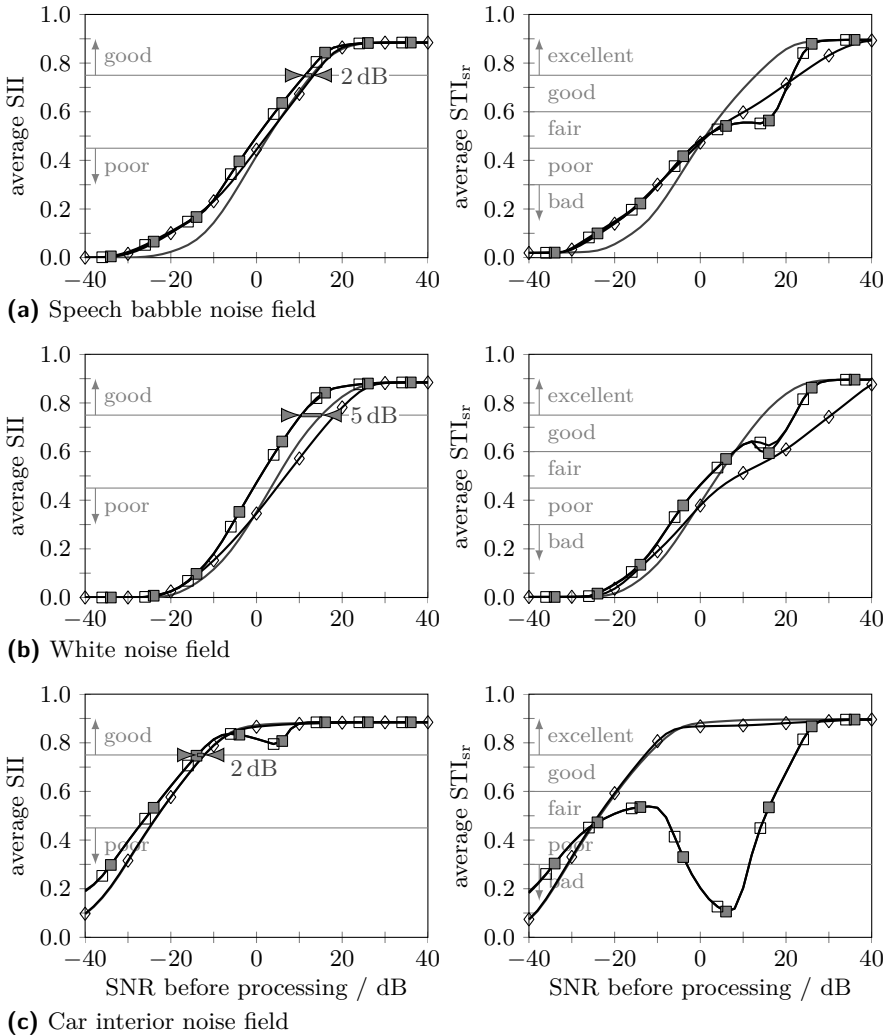 1.0
0.8
0.6
0.4
0.2
0.0
average SII
good
poor
2 dB
−40 −20 0 20 40
1.0
0.8
0.6
0.4
0.2
0.0
average STIsr
excellent
good
fair
poor
bad
−40 −20 0 20 40
(a) Speech babble noise field
1.0
0.8
0.6
0.4
0.2
0.0
average SII
good
poor
5 dB
−40 −20 0 20 40
1.0
0.8
0.6
0.4
0.2
0.0
average STIsr
excellent
good
fair
poor
bad
−40 −20 0 20 40
(b) White noise field
1.0
0.8
0.6
0.4
0.2
0.0
average SII
good
poor
2 dB
−40 −20 0 20 40
SNR before processing / dB
1.0
0.8
0.6
0.4
0.2
0.0
average STIsr
excellent
good
fair
poor
bad
−40 −20 0 20 40
SNR before processing / dB
(c) Car interior noise field